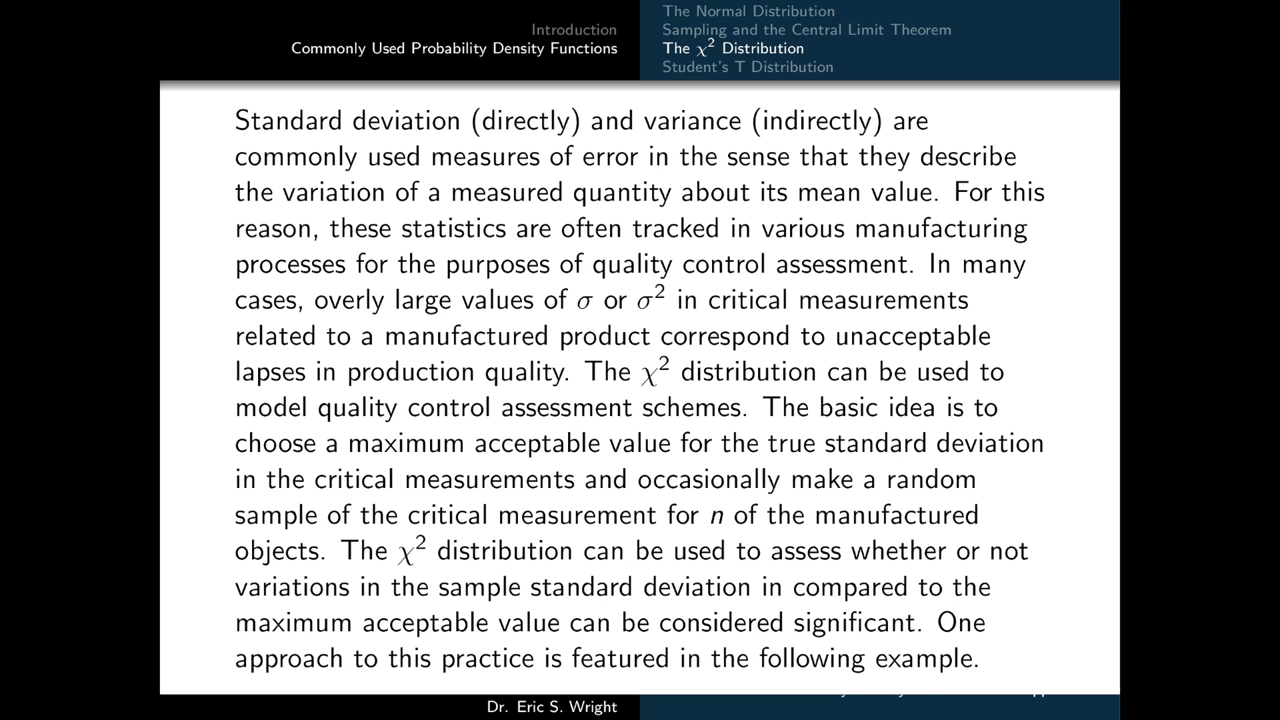 Introduction
Commonly Used Probability Density Functions
The Normal Distribution
Sampling and the Central Limit Theorem
The χ² Distribution
Student's T Distribution
Standard deviation (directly) and variance (indirectly) are
commonly used measures of error in the sense that they describe
the variation of a measured quantity about its mean value. For this
reason, these statistics are often tracked in various manufacturing
processes for the purposes of quality control assessment. In many
cases, overly large values of σ or σ² in critical measurements
related to a manufactured product correspond to unacceptable
lapses in production quality. The χ² distribution can be used to
model quality control assessment schemes. The basic idea is to
choose a maximum acceptable value for the true standard deviation
in the critical measurements and occasionally make a random
sample of the critical measurement for n of the manufactured
objects. The χ² distribution can be used to assess whether or not
variations in the sample standard deviation in compared to the
maximum acceptable value can be considered significant. One
approach to this practice is featured in the following example.
Dr. Eric S. Wright